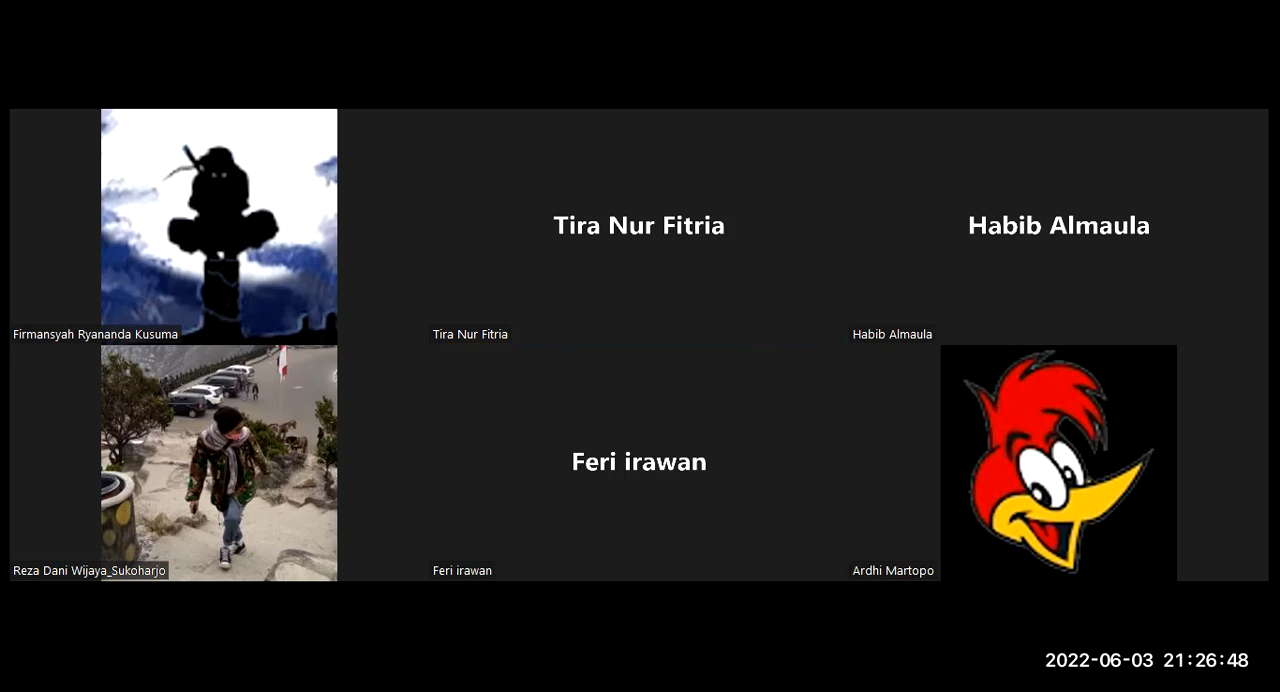 Tira Nur Fitria
Habib Almaula
Firmansyah Ryananda Kusuma
Tira Nur Fitria
Habib Almaula
Feri irawan
Reza Dani Wijaya_Sukoharjo
Feri irawan
Ardhi Martopo
2022-06-03 21:26:48